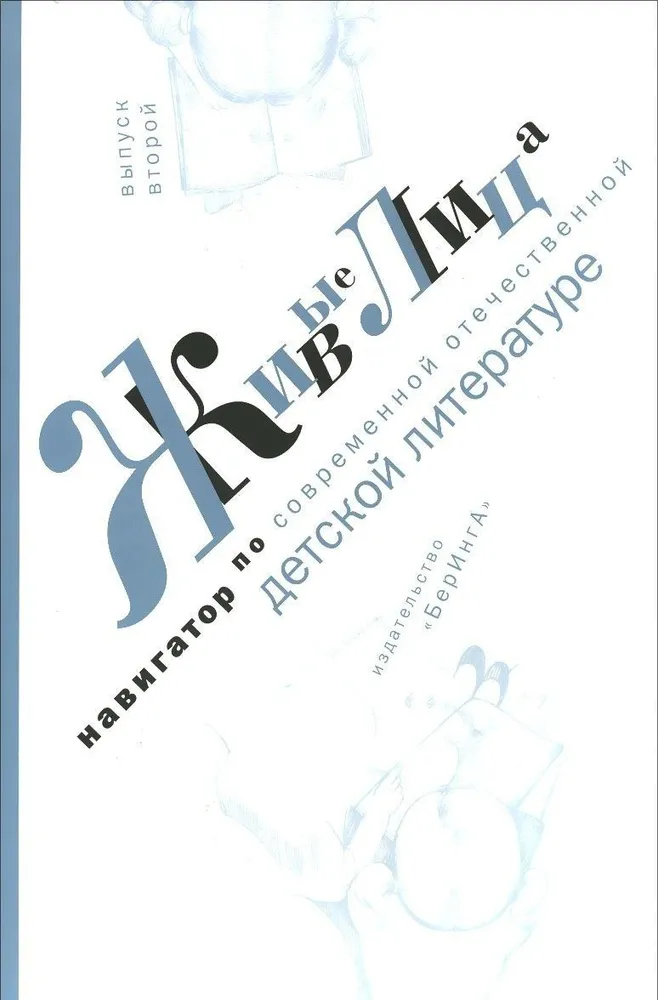 выпуск
второй
Живые Лица
навигатор по современной отечественной
детской литературе
издательство
«БерИнгА»